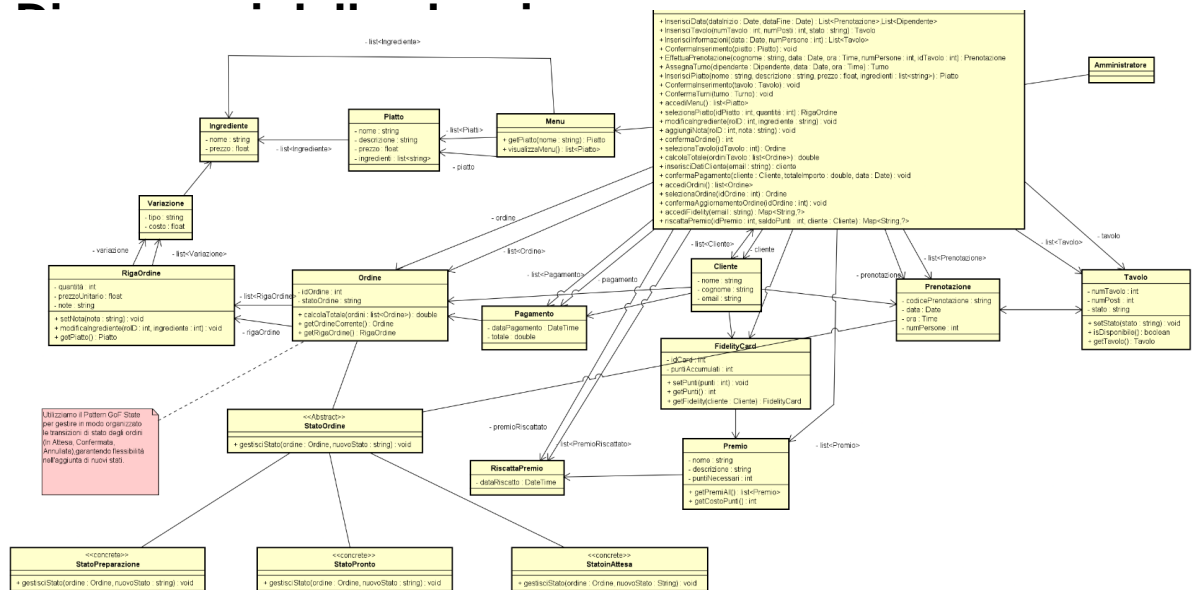 + InserisciData(dataInizio : Date, dataFine : Date) : List<Prenotazione>,List<Dipendente>
+ InserisciTavolo(numTavolo : int, numPosti : int, stato : string) : Tavolo
+ InserisciInformazioni(data : Date, numPersone : int) : List<Tavolo>
+ ConfermaInserimento(piatto : Piatto) : void
+ EffettuaPrenotazione(cognome : string, data : Date, ora : Time, numPersone : int, idTavolo : int) : Prenotazione
+ AssegnaTurno(dipendente : Dipendente, data : Date, ora : Time) : Turno
+ InserisciPiatto(nome : string, descrizione : string, prezzo : float, ingredienti : list<string>) : Piatto
+ ConfermaInserimento(tavolo : Tavolo) : void
+ ConfermaTurni(turno : Turno) : void
+ accediMenu() : list<Piatto>
+ selezionaPiatto(idPiatto : int, quantità : int) : RigaOrdine
+ modificaIngrediente(roID : int, ingrediente : string) : void
+ aggiungiNota(roID : int, nota : string) : void
+ confermaOrdine() : int
+ selezionaTavolo(idTavolo : int) : Ordine
+ calcolaTotale(ordiniTavolo : list<Ordine>) : double
+ inserisciDatiCliente(email : string) : cliente
+ confermaPagamento(cliente : Cliente, totaleImporto : double, data : Date) : void
+ accediOrdini() : list<Ordine>
+ selezionaOrdine(idOrdine : int) : Ordine
+ confermaAggiornamentoOrdine(idOrdine : int) : void
+ accediFidelity(email : string) : Map<String,?>
+ riscattaPremio(idPremio : int, saldoPunti : int, cliente : Cliente) : Map<String,?>
Amministratore
- list<Ingrediente>
Ingrediente
- nome : string
- prezzo : float
- list<Ingrediente>
Piatto
- nome : string
- descrizione : string
- prezzo : float
- ingredienti : list<string>
- list<Piatti>
- piatto
Menu
+ getPiatto(nome : string) : Piatto
+ visualizzaMenu() : list<Piatto>
Variazione
- tipo : string
- costo : float
- variazione
- list<Variazione>
- ordine
- list<Ordine>
- list<Cliente>
- cliente
- list<Pagamento>
- pagamento
- list<Prenotazione>
- prenotazione
- list<Tavolo>
- tavolo
RigaOrdine
- quantità : int
- prezzoUnitario : float
- note : string
+ setNota(nota : string) : void
+ modificaIngrediente(roID : int, ingrediente : int) : void
+ getPiatto() : Piatto
- list<RigaOrdine>
- rigaOrdine
Ordine
- idOrdine : int
- statoOrdine : string
+ calcolaTotale(ordini : list<Ordine>) : double
+ getOrdineCorrente() : Ordine
+ getRigaOrdine() : RigaOrdine
Pagamento
- dataPagamento : DateTime
- totale : double
Cliente
- nome : string
- cognome : string
- email : string
Prenotazione
- codicePrenotazione : string
- data : Date
- ora : Time
- numPersone : int
Tavolo
- numTavolo : int
- numPosti : int
- stato : string
+ setStato(stato : string) : void
+ isDisponibile() : boolean
+ getTavolo() : Tavolo
FidelityCard
- idCard : int
- puntiAccumulati : int
+ setPunti(punti : int) : void
+ getPunti() : int
+ getFidelity(cliente : Cliente) : FidelityCard
Utilizziamo il Pattern GoF State
per gestire in modo organizzato
le transizioni di stato degli ordini
(In Attesa, Confermata,
Annullata),garantendo flessibilità
nell'aggiunta di nuovi stati.
<<Abstract>>
StatoOrdine
+ gestisciStato(ordine : Ordine, nuovoStato : string) : void
- premioRiscattato
- list<PremioRiscattato>
- list<Premio>
RiscattaPremio
- dataRiscatto : DateTime
Premio
- nome : string
- descrizione : string
- puntiNecessari : int
+ getPremiAll() : list<Premio>
+ getCostoPunti() : int
<<concrete>>
StatoPreparazione
+ gestisciStato(ordine : Ordine, nuovoStato : string) : void
<<concrete>>
StatoPronto
+ gestisciStato(ordine : Ordine, nuovoStato : string) : void
<<concrete>>
StatoinAttesa
+ gestisciStato(ordine : Ordine, nuovoStato : String) : void